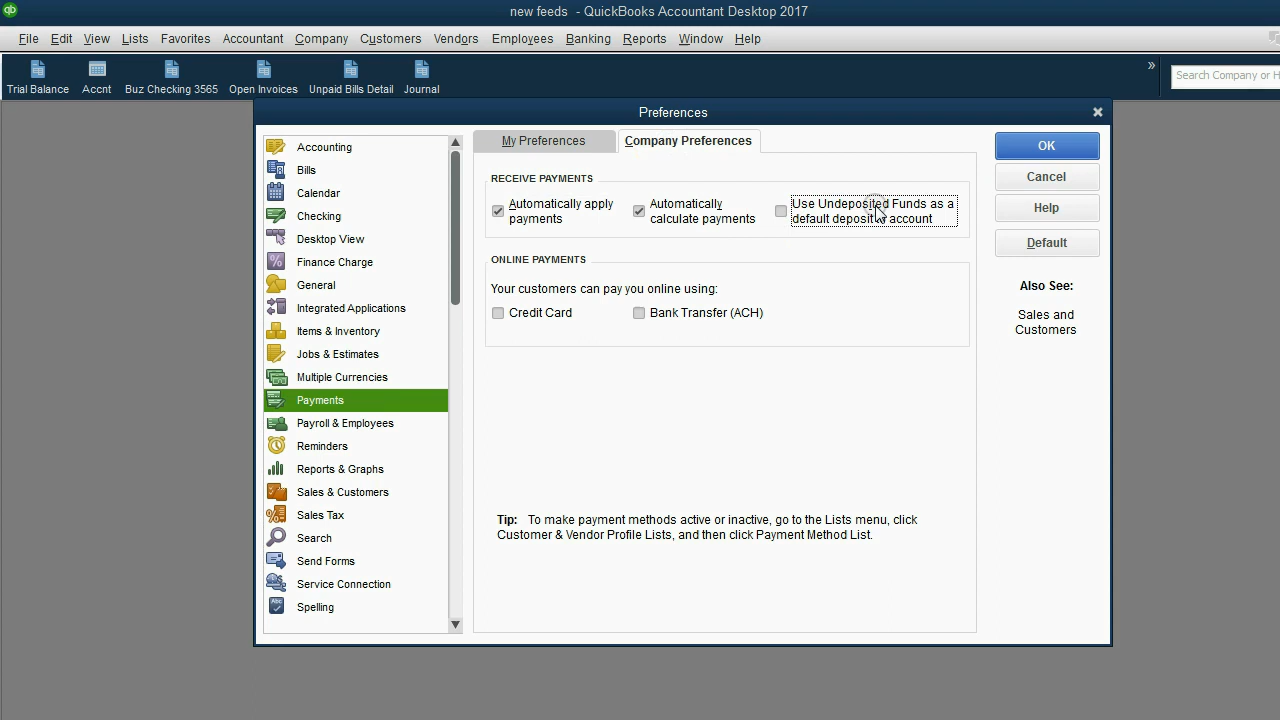 qb
new feeds - QuickBooks Accountant Desktop 2017
File Edit View Lists Favorites Accountant Company Customers Vendors Employees Banking Reports Window Help
Trial Balance Accnt Buz Checking 3565 Open Invoices Unpaid Bills Detail Journal
» Search Company or H
Preferences
My Preferences Company Preferences
Accounting
Bills
Calendar
Checking
Desktop View
Finance Charge
General
Integrated Applications
Items & Inventory
Jobs & Estimates
Multiple Currencies
Payments
Payroll & Employees
Reminders
Reports & Graphs
Sales & Customers
Sales Tax
Search
Send Forms
Service Connection
Spelling
RECEIVE PAYMENTS
Automatically apply
payments
Automatically
calculate payments
Use Undeposited Funds as a
default deposit to account
ONLINE PAYMENTS
Your customers can pay you online using:
Credit Card
Bank Transfer (ACH)
Tip: To make payment methods active or inactive, go to the Lists menu, click
Customer & Vendor Profile Lists, and then click Payment Method List.
OK
Cancel
Help
Default
Also See:
Sales and
Customers